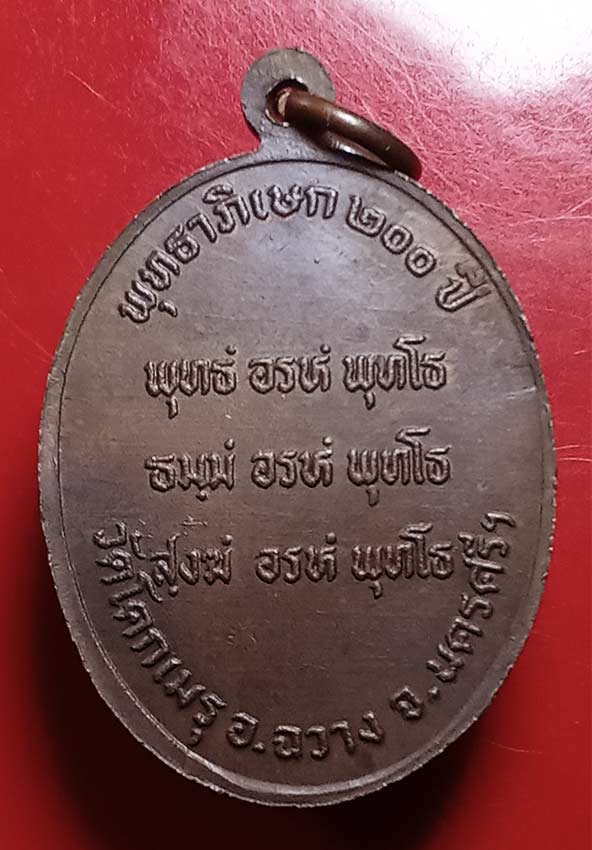 พุทธาภิเษก ๒๐๐ ปี
พุทธํ อรหํ พุทโธ
ธมฺมํ อรหํ พุทโธ
สงฺฆํ อรหํ พุทโธ
วัดโคกเมรุ อ.ฉวาง จ.นครศรีฯ